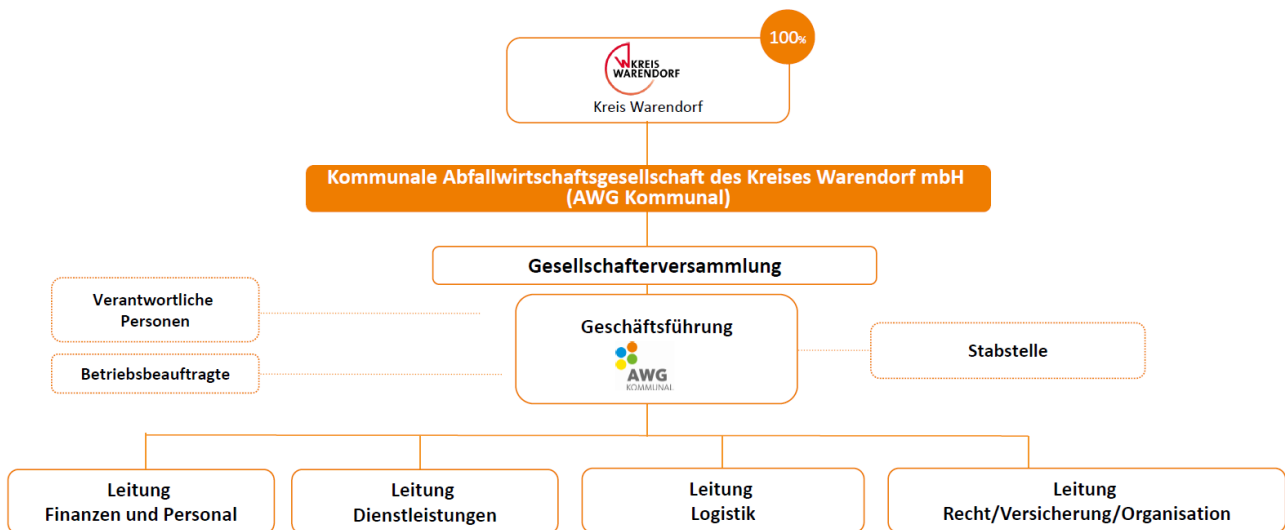 100%
KREIS
WARENDORF
Kreis Warendorf
Kommunale Abfallwirtschaftsgesellschaft des Kreises Warendorf mbH
(AWG Kommunal)
Gesellschafterversammlung
Verantwortliche
Personen
Geschäftsführung
AWG
KOMMUNAL
Stabstelle
Betriebsbeauftragte
Leitung
Finanzen und Personal
Leitung
Dienstleistungen
Leitung
Logistik
Leitung
Recht/Versicherung/Organisation